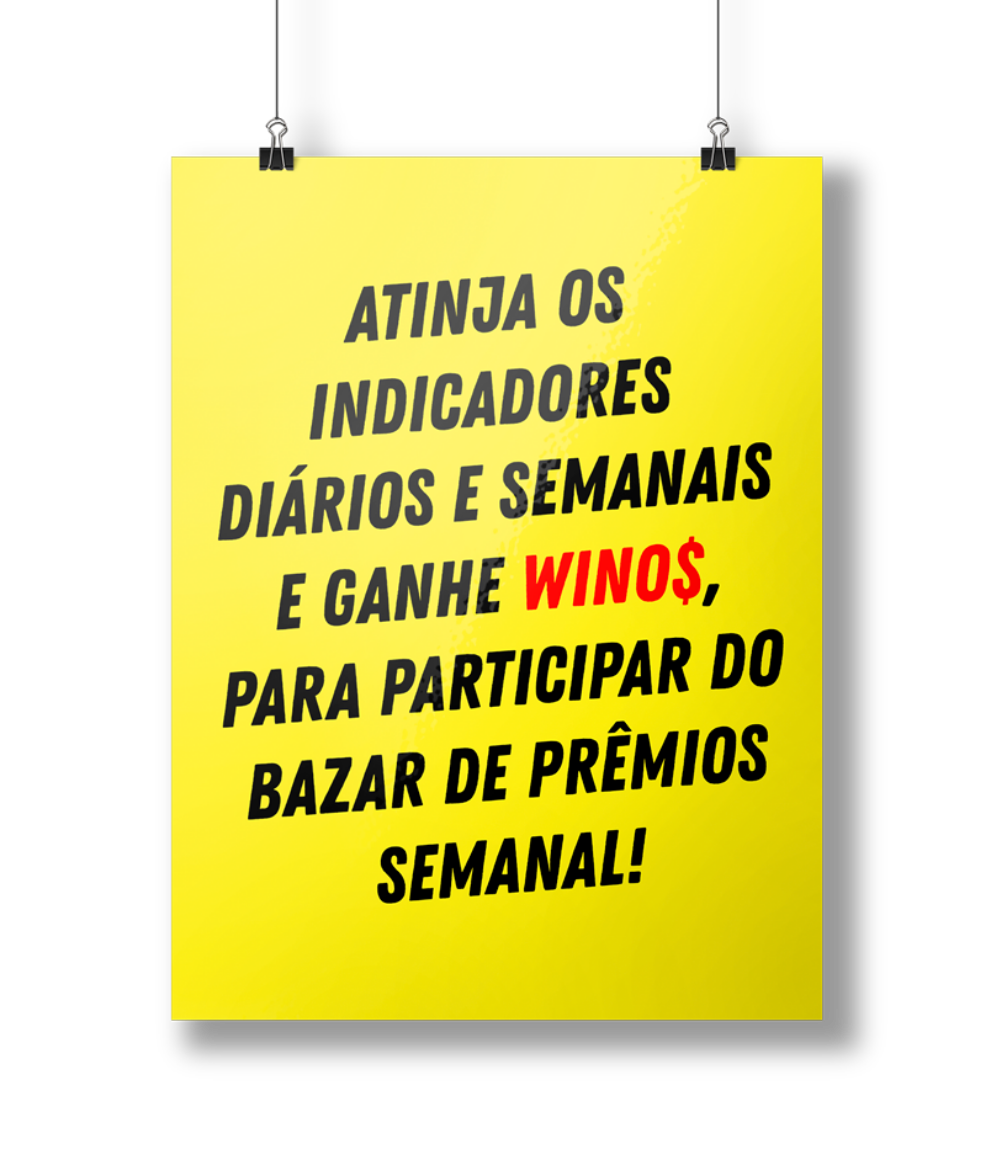 ATINJA OS
INDICADORES
DIÁRIOS E SEMANAIS
E GANHE WINO$,
PARA PARTICIPAR DO
BAZAR DE PRÊMIOS
SEMANAL!